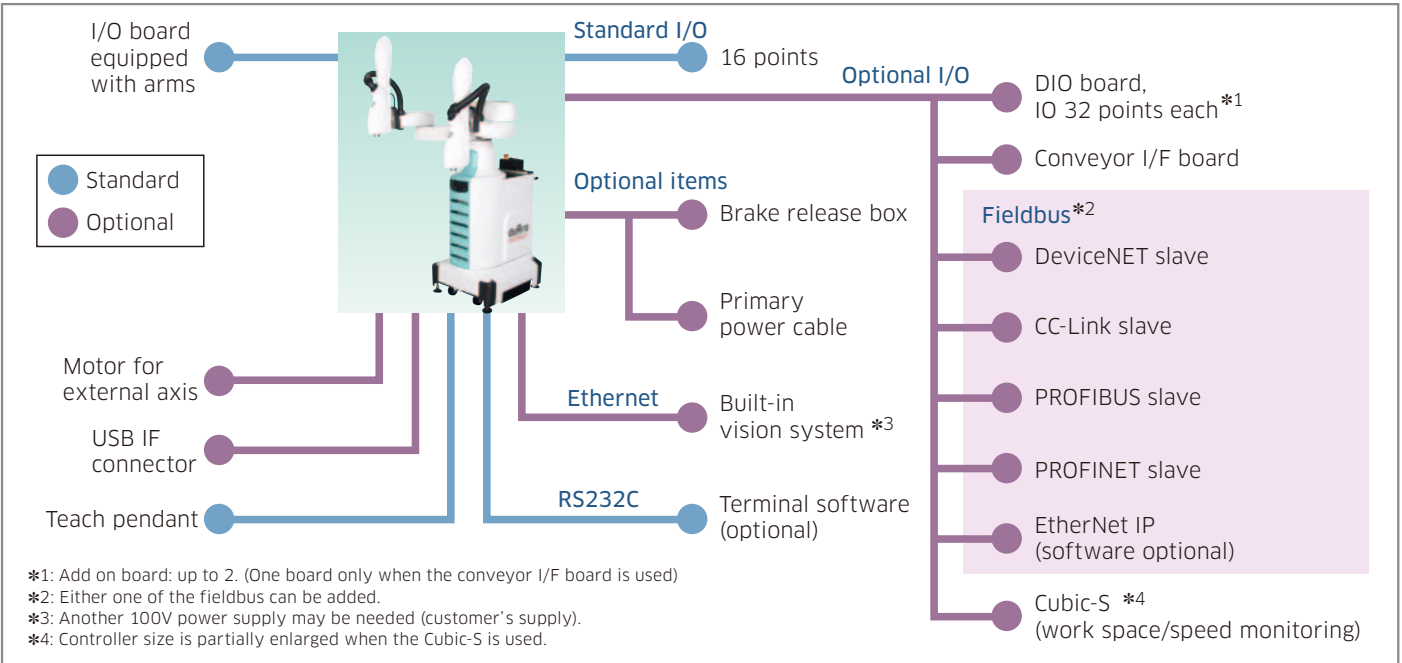 I/O board
equipped
with arms
Standard I/O
16 points
Optional I/O
DIO board,
IO 32 points each*1
Conveyor I/F board
Standard
Optional
Optional items
Brake release box
Primary
power cable
Fieldbus*2
DeviceNET slave
CC-Link slave
PROFIBUS slave
PROFINET slave
EtherNet IP
(software optional)
Cubic-S *4
(work space/speed monitoring)
Motor for
external axis
USB IF
connector
Teach pendant
Ethernet
Built-in
vision system *3
RS232C
Terminal software
(optional)
*1: Add on board: up to 2. (One board only when the conveyor I/F board is used)
*2: Either one of the fieldbus can be added.
*3: Another 100V power supply may be needed (customer's supply).
*4: Controller size is partially enlarged when the Cubic-S is used.